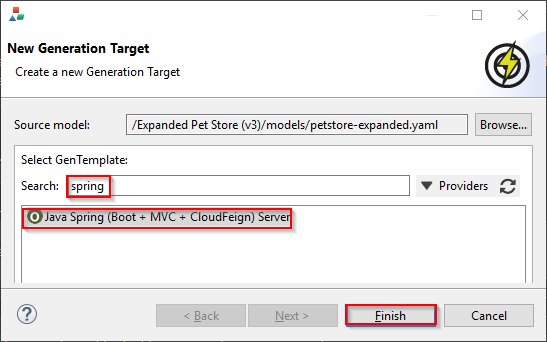 New Generation Target
Create a new Generation Target
Source model: /Expanded Pet Store (v3)/models/petstore-expanded.yaml Browse...
Select GenTemplate:
Search: spring Providers
Java Spring (Boot + MVC + CloudFeign) Server
? < Back Next > Finish Cancel